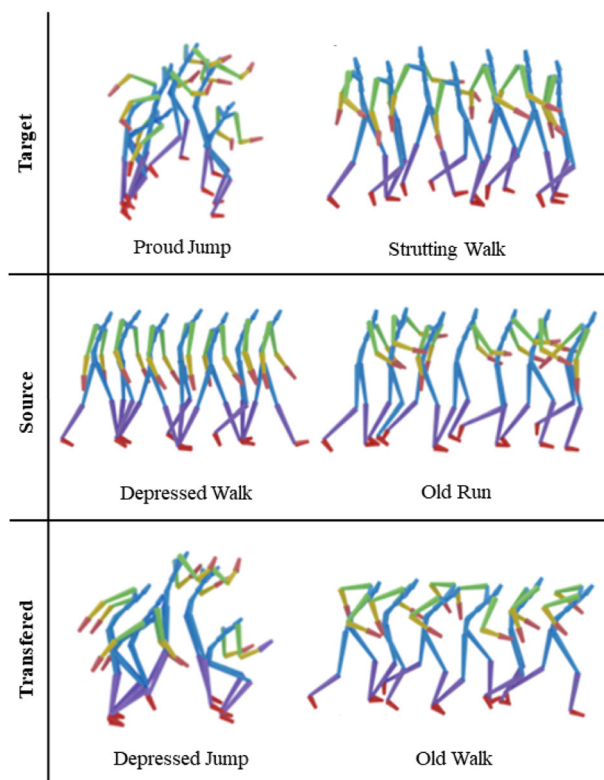 Target
Proud Jump
Strutting Walk
Source
Depressed Walk
Old Run
Transfered
Depressed Jump
Old Walk